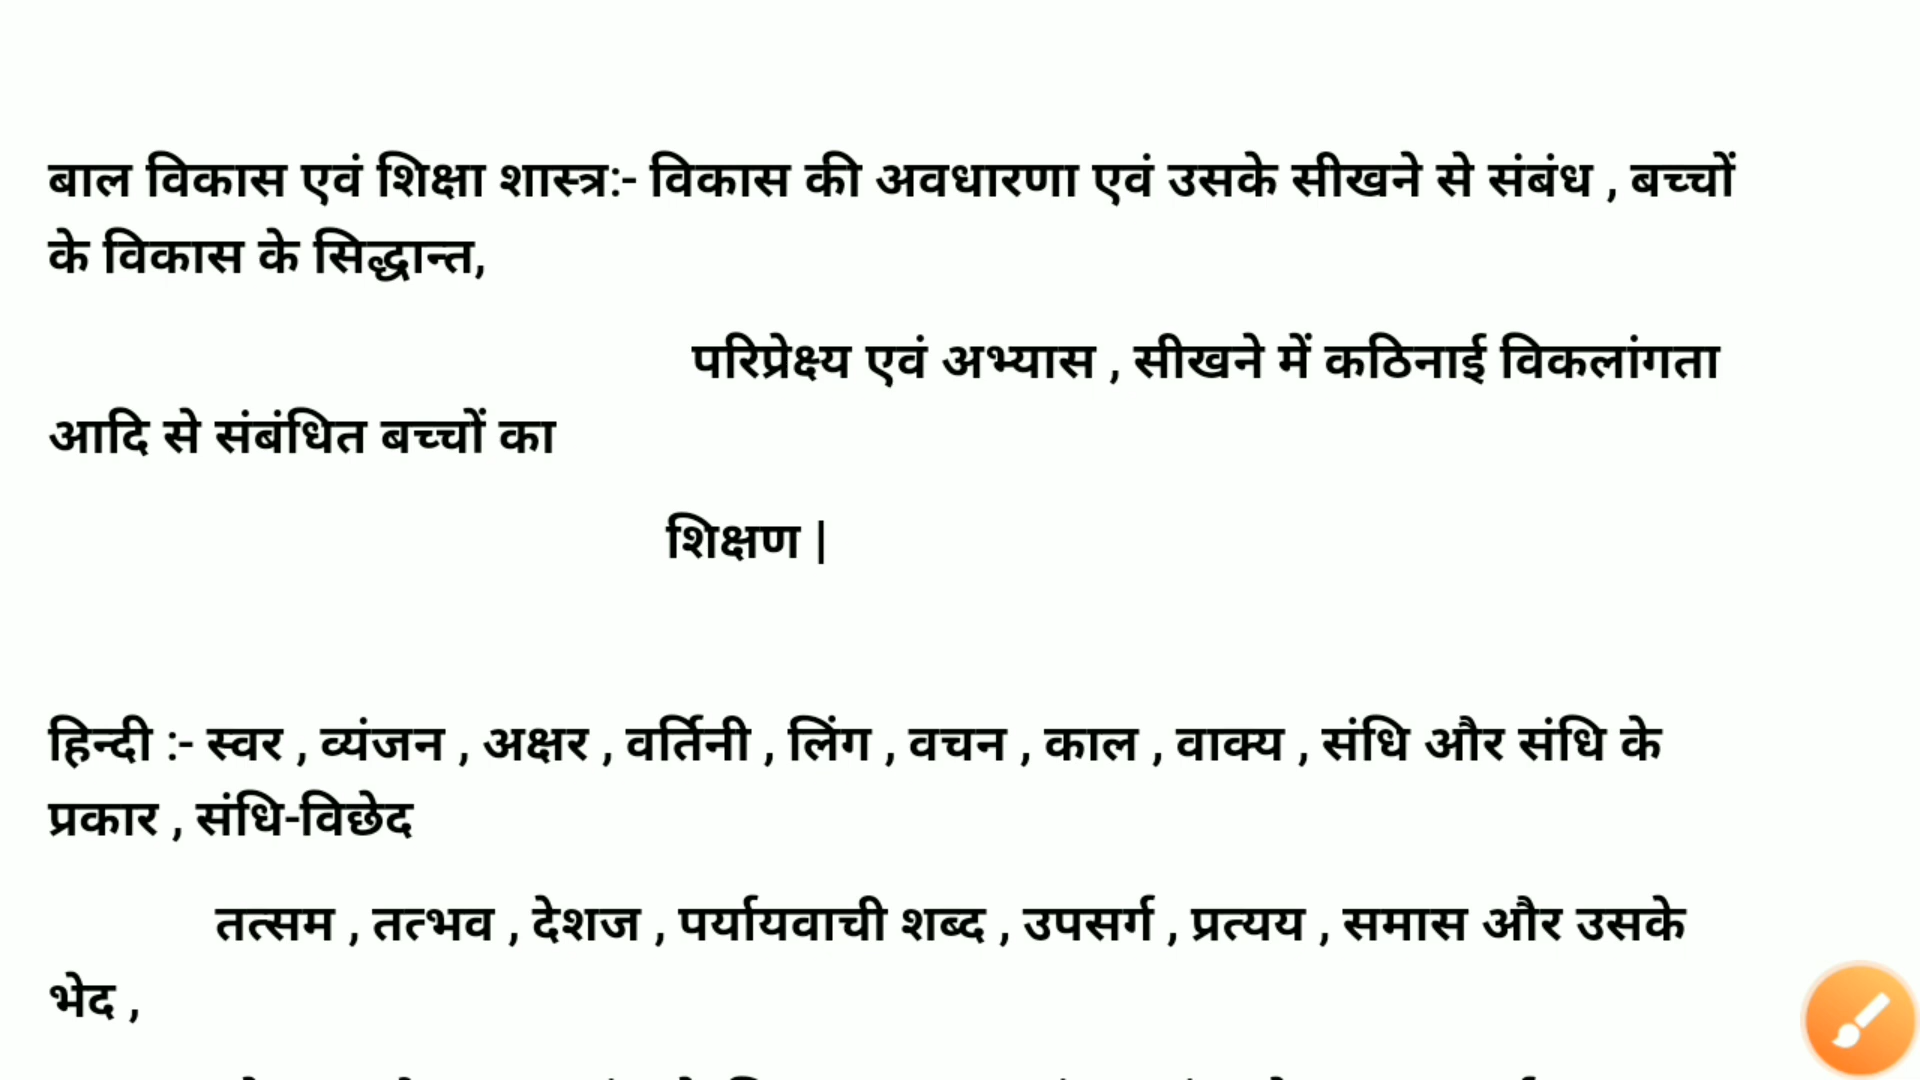 बाल विकास एवं शिक्षा शास्त्र:- विकास की अवधारणा एवं उसके सीखने से संबंध , बच्चों
के विकास के सिद्धान्त,
परिप्रेक्ष्य एवं अभ्यास , सीखने में कठिनाई विकलांगता
आदि से संबंधित बच्चों का
शिक्षण |
हिन्दी :- स्वर , व्यंजन , अक्षर , वर्तिनी , लिंग , वचन , काल , वाक्य , संधि और संधि के
प्रकार , संधि-विछेद
तत्सम , तत्भव , देशज , पर्यायवाची शब्द , उपसर्ग , प्रत्यय , समास और उसके
भेद ,